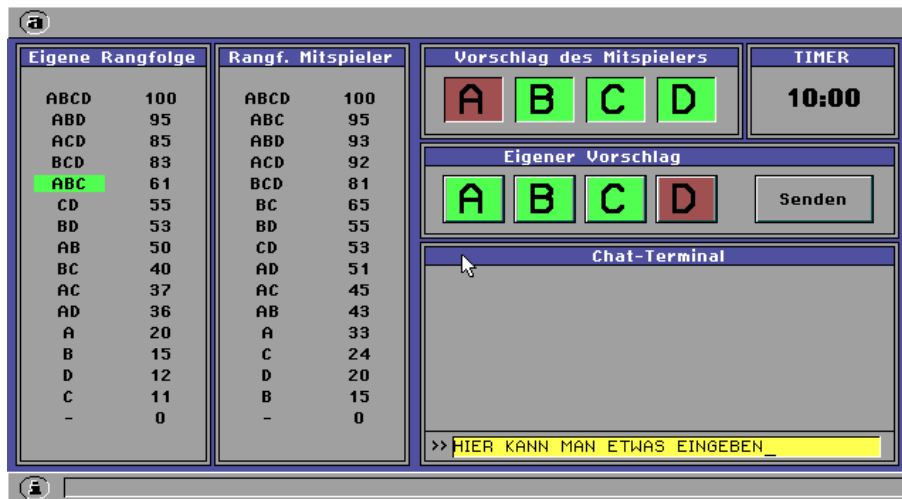 a
Eigene Rangfolge
ABCD 100
ABD 95
ACD 85
BCD 83
ABC 61
CD 55
BD 53
AB 50
BC 40
AC 37
AD 36
A 20
B 15
D 12
C 11
- 0
Rangf. Mitspieler
ABCD 100
ABC 95
ABD 93
ACD 92
BCD 81
BC 65
BD 55
CD 53
AD 51
AC 45
AB 43
A 33
C 24
D 20
B 15
- 0
Vorschlag des Mitspielers
A B C D
TIMER
10:00
Eigener Vorschlag
A B C D
Senden
Chat-Terminal
>> HIER KANN MAN ETWAS EINGEBEN_
i